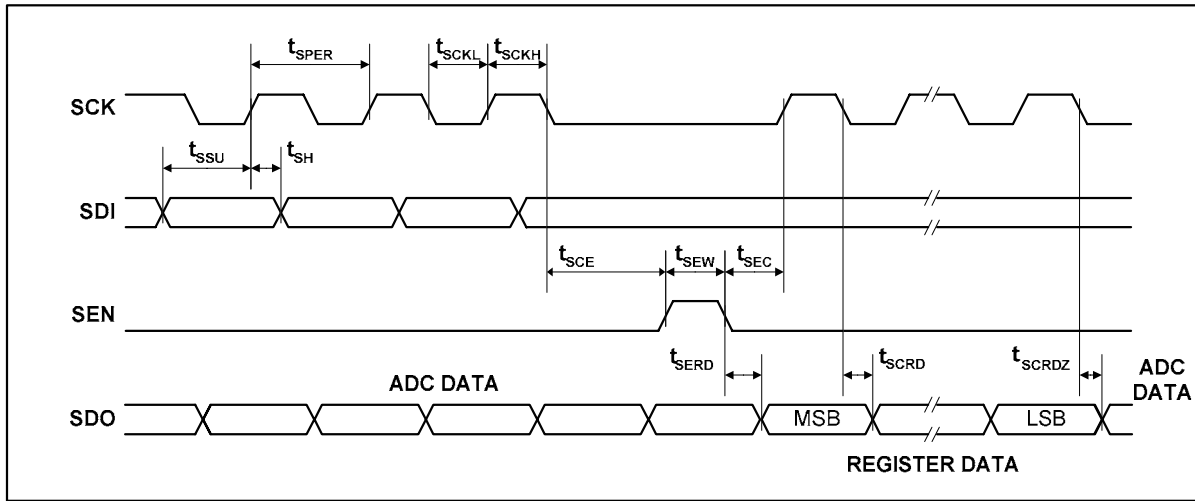 tSPER
tSCKL
tSCKH
SCK
tSSU
tSH
SDI
tSCE
tSEW
tSEC
SEN
tSERD
tSCRD
tSCRDZ
ADC DATA
ADC
DATA
SDO
MSB
LSB
REGISTER DATA